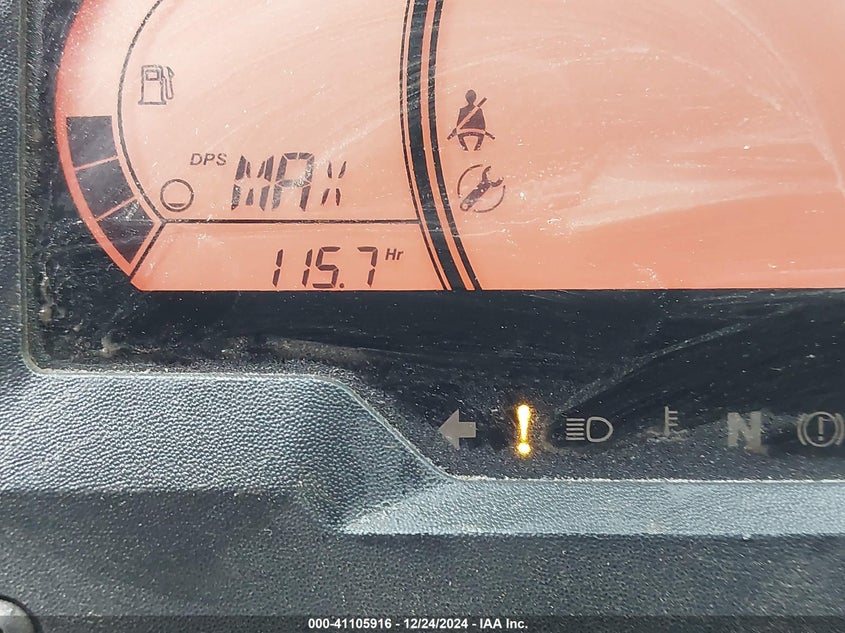 DPS MAX
115.7 Hr
N
000-41105916 - 12/24/2024 - IAA Inc.